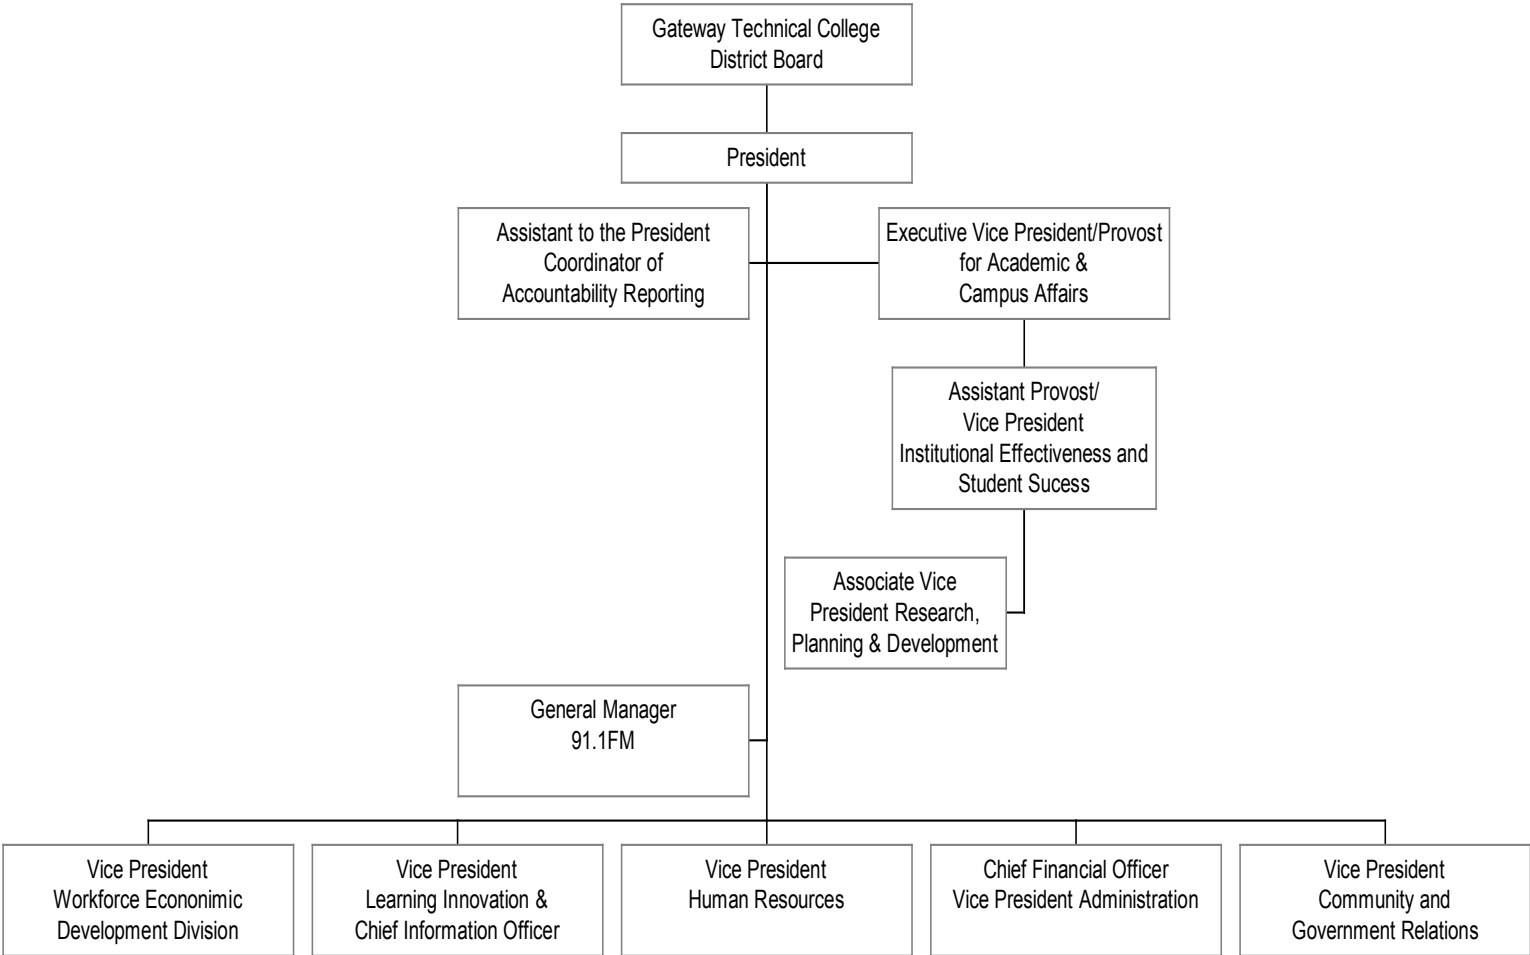 Gateway Technical College
District Board
President
Assistant to the President
Coordinator of
Accountability Reporting
Executive Vice President/Provost
for Academic &
Campus Affairs
Assistant Provost/
Vice President
Institutional Effectiveness and
Student Sucess
Associate Vice
President Research,
Planning & Development
General Manager
91.1FM
Vice President
Workforce Econonimic
Development Division
Vice President
Learning Innovation &
Chief Information Officer
Vice President
Human Resources
Chief Financial Officer
Vice President Administration
Vice President
Community and
Government Relations